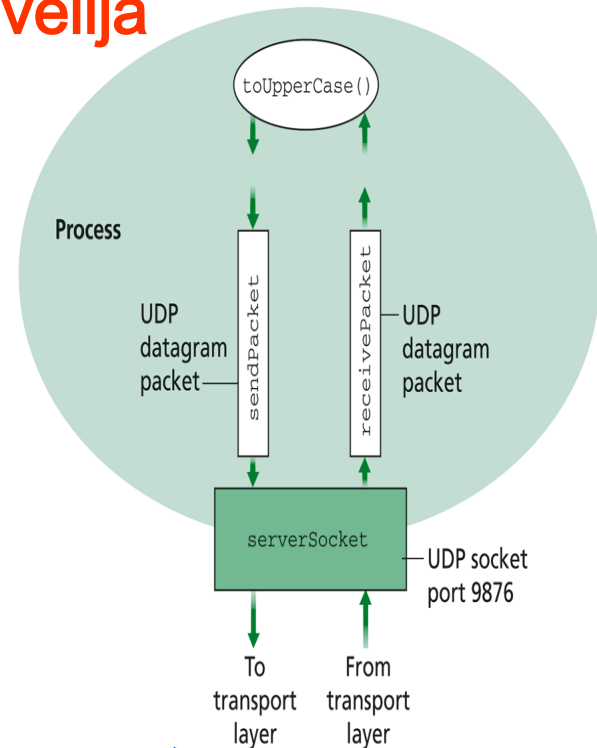 velija
toUpperCase()
Process
UDP
datagram
packet
sendPacket
receivePacket
UDP
datagram
packet
serverSocket
UDP socket
port 9876
To
transport
layer
From
transport
layer